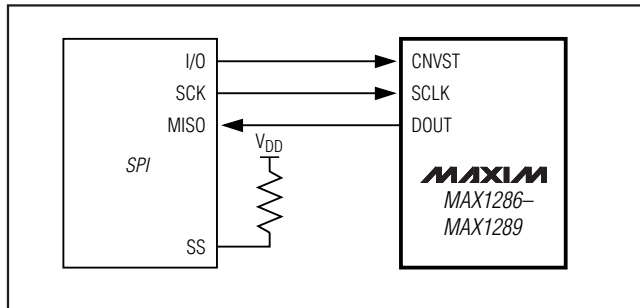 I/O
SCK
MISO
VDD
SPI
SS
CNVST
SCLK
DOUT
MAXIM
MAX1286–
MAX1289